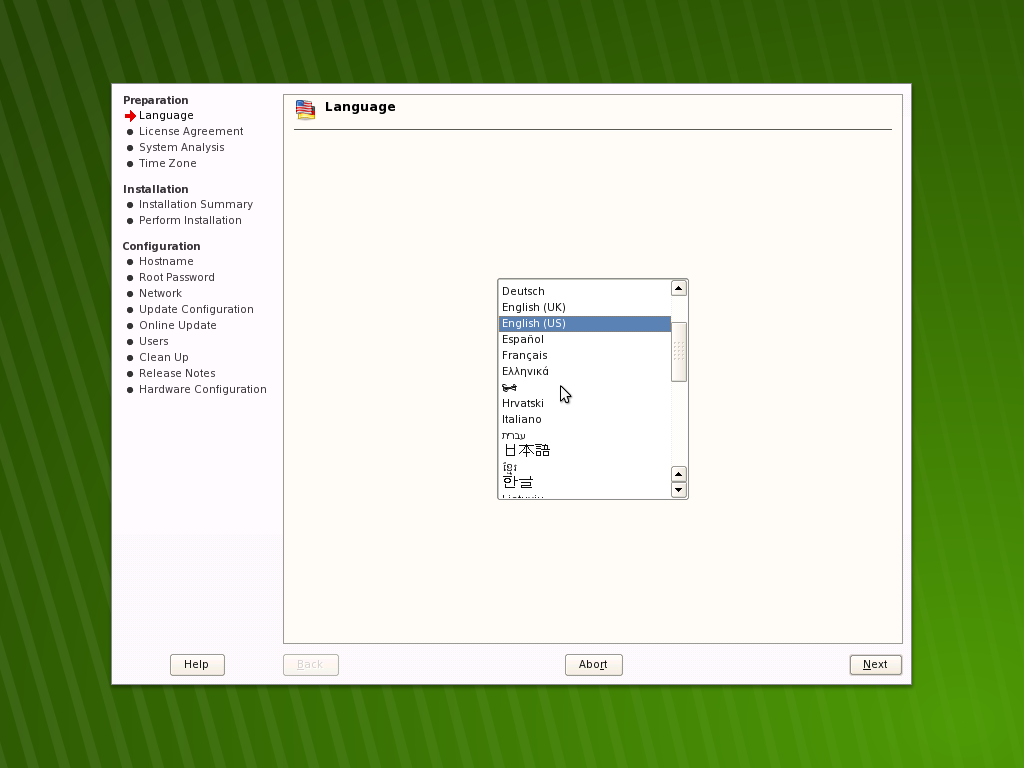 Preparation
Language
License Agreement
System Analysis
Time Zone
Installation
Installation Summary
Perform Installation
Configuration
Hostname
Root Password
Network
Update Configuration
Online Update
Users
Clean Up
Release Notes
Hardware Configuration
Language
Deutsch
English (UK)
English (US)
Español
Français
Ελληνικά
Hrvatski
Italiano
עברית
日本語
ខ្មែរ
한글
Help
Back
Abort
Next